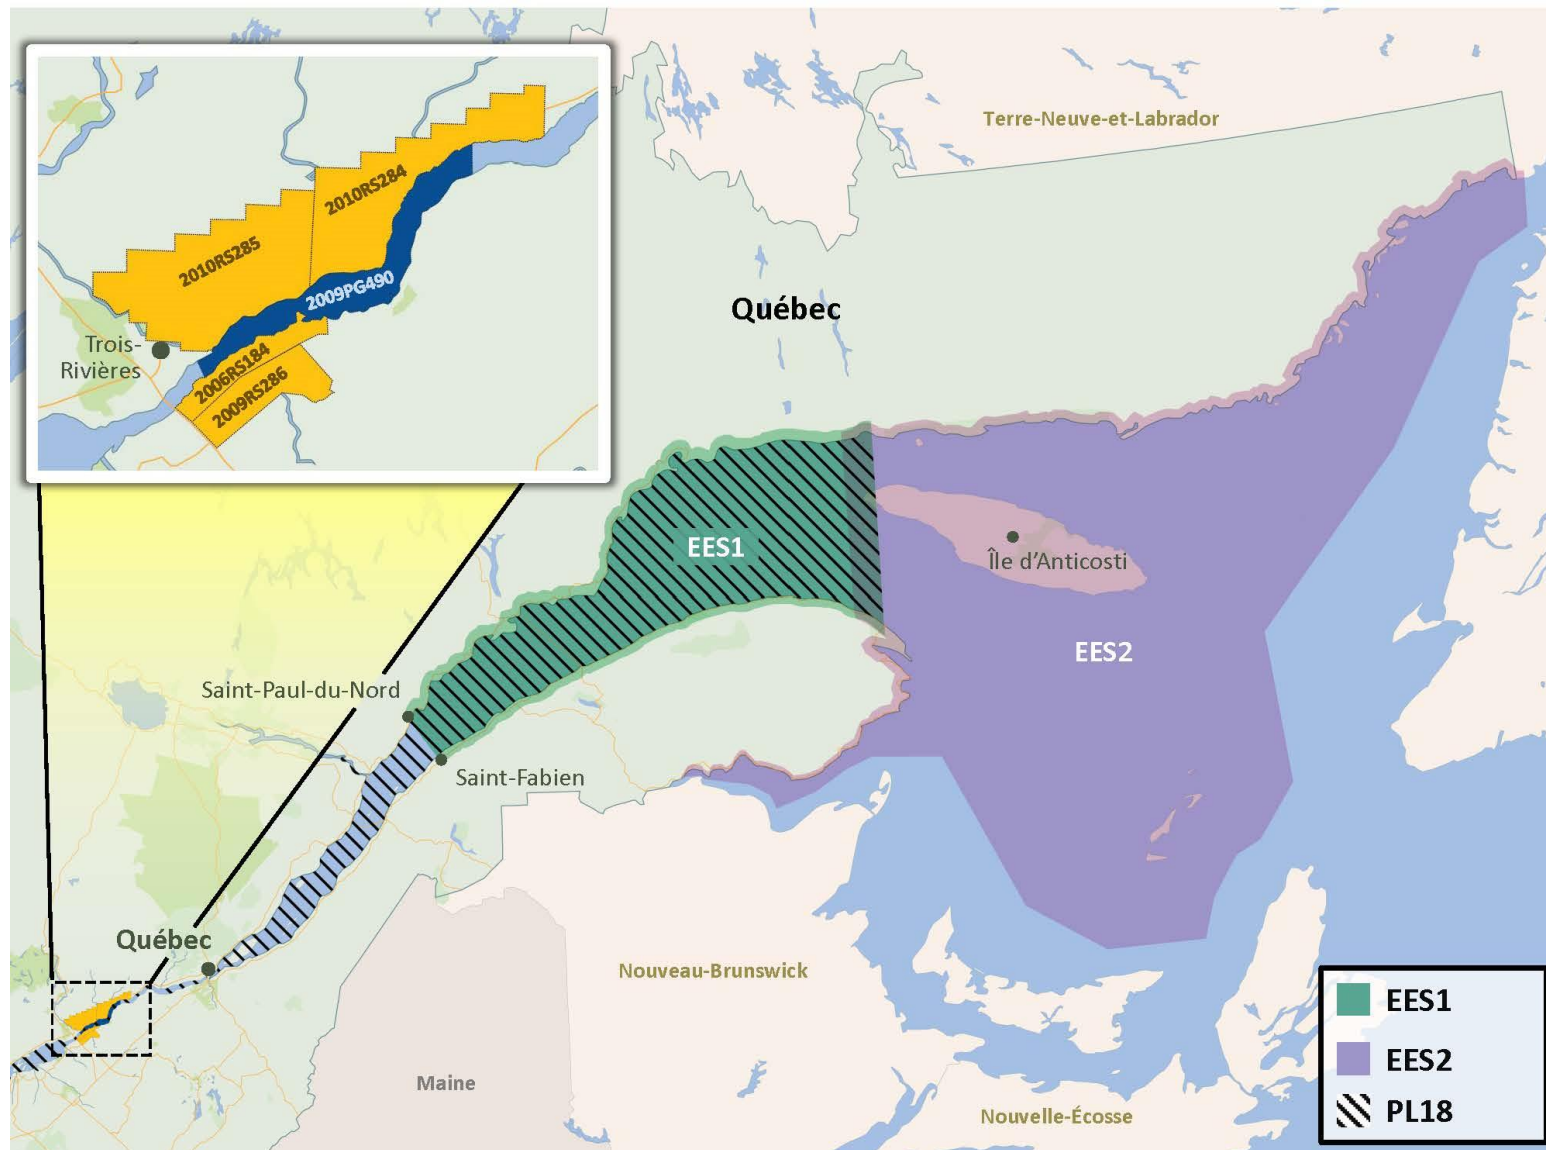 Terre-Neuve-et-Labrador
2010RS284
2010RS285
2009PG490
Trois-
Rivières
2006RS184
2009RS286
Québec
EES1
Île d'Anticosti
EES2
Saint-Paul-du-Nord
Saint-Fabien
Québec
Nouveau-Brunswick
Maine
Nouvelle-Écosse
EES1
EES2
PL18